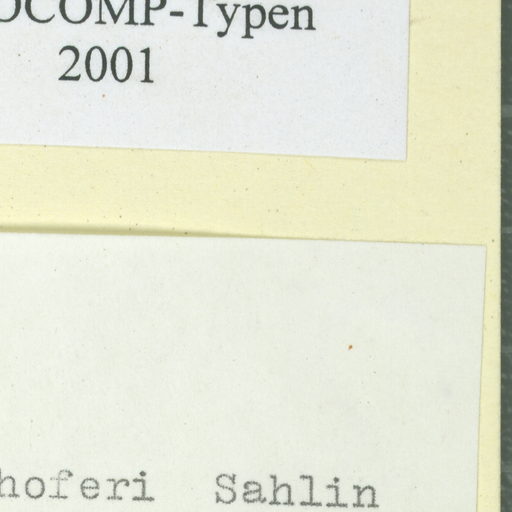 OCOMP-Typen
2001
hoferi Sahlin